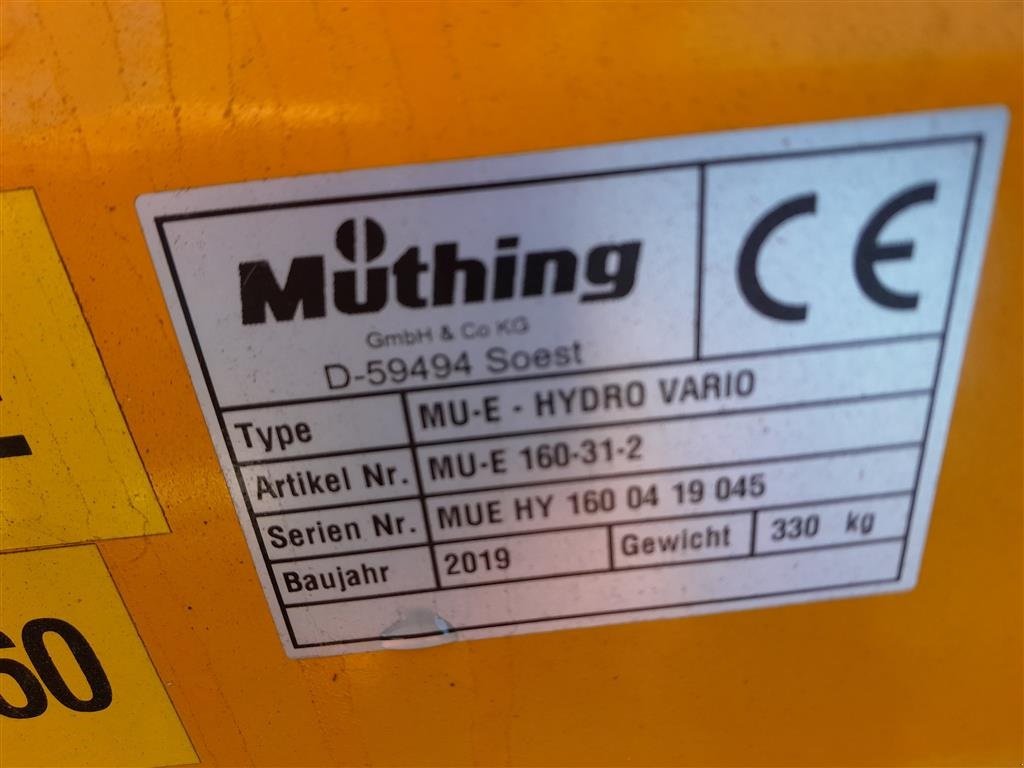 Müthing
GmbH & Co KG
D-59494 Soest
CE
Type MU-E - HYDRO VARIO
Artikel Nr. MU-E 160-31-2
Serien Nr. MUE HY 160 04 19 045
Baujahr 2019 Gewicht 330 kg
60